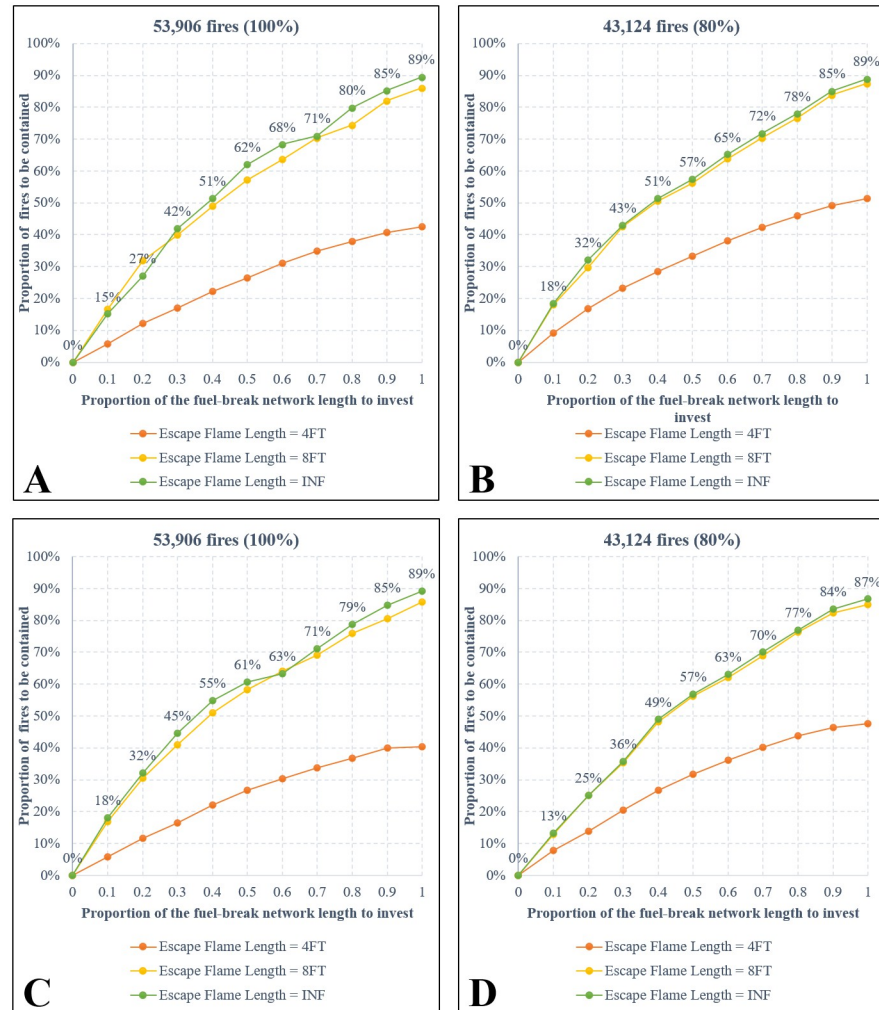 53,906 fires (100%)
Proportion of fires to be contained
100%
90%
80%
70%
60%
50%
40%
30%
20%
10%
0%
0%
15%
27%
42%
51%
62%
68%
71%
80%
85%
89%
0 0.1 0.2 0.3 0.4 0.5 0.6 0.7 0.8 0.9 1
Proportion of the fuel-break network length to invest
Escape Flame Length = 4FT
Escape Flame Length = 8FT
Escape Flame Length = INF
A
43,124 fires (80%)
Proportion of fires to be contained
100%
90%
80%
70%
60%
50%
40%
30%
20%
10%
0%
0%
18%
32%
43%
51%
57%
65%
72%
78%
85%
89%
0 0.1 0.2 0.3 0.4 0.5 0.6 0.7 0.8 0.9 1
Proportion of the fuel-break network length to
invest
Escape Flame Length = 4FT
Escape Flame Length = 8FT
Escape Flame Length = INF
B
53,906 fires (100%)
Proportion of fires to be contained
100%
90%
80%
70%
60%
50%
40%
30%
20%
10%
0%
0%
18%
32%
45%
55%
61%
63%
71%
79%
85%
89%
0 0.1 0.2 0.3 0.4 0.5 0.6 0.7 0.8 0.9 1
Proportion of the fuel-break network length to invest
Escape Flame Length = 4FT
Escape Flame Length = 8FT
Escape Flame Length = INF
C
43,124 fires (80%)
Proportion of fires to be contained
100%
90%
80%
70%
60%
50%
40%
30%
20%
10%
0%
0%
13%
25%
36%
49%
57%
63%
70%
77%
84%
87%
0 0.1 0.2 0.3 0.4 0.5 0.6 0.7 0.8 0.9 1
Proportion of the fuel-break network length to invest
Escape Flame Length = 4FT
Escape Flame Length = 8FT
Escape Flame Length = INF
D